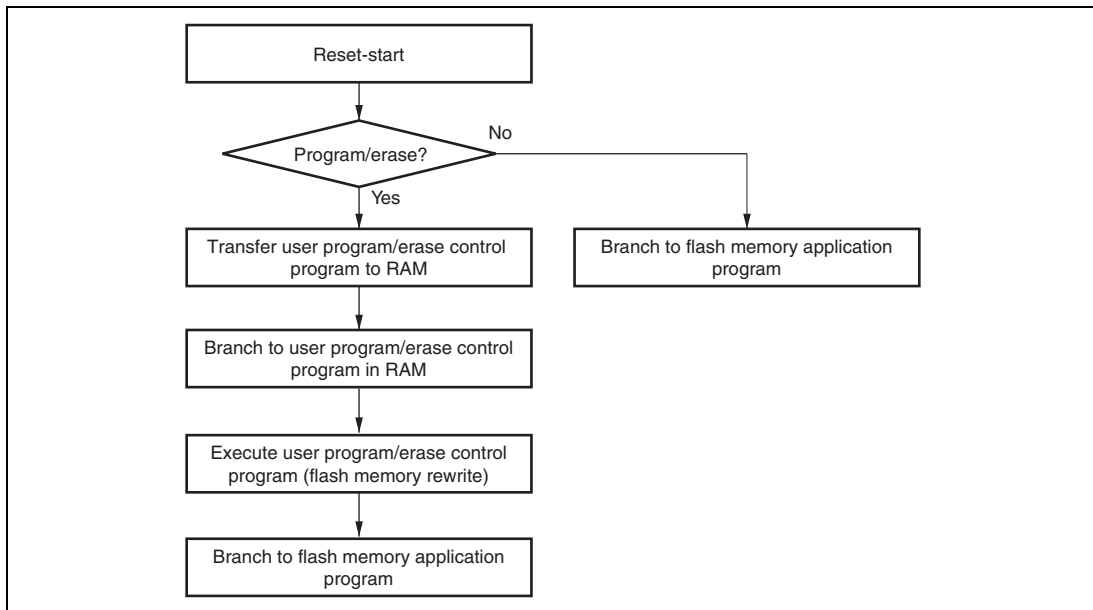 Reset-start
No
Program/erase?
Yes
Transfer user program/erase control
program to RAM
Branch to flash memory application
program
Branch to user program/erase control
program in RAM
Execute user program/erase control
program (flash memory rewrite)
Branch to flash memory application
program